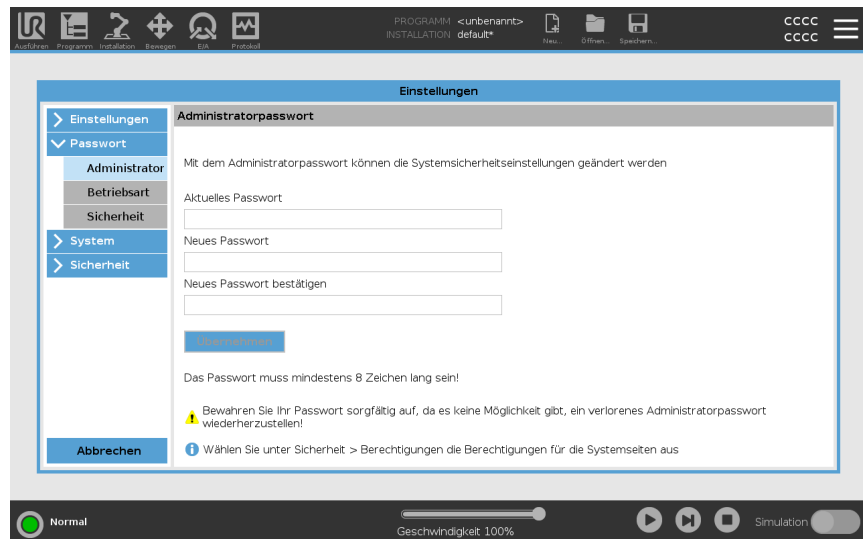 PROGRAMM <unbenannt>
INSTALLATION default*
Ausführen Programm Installation Bewegen E/A Protokoll
Neu... Öffnen... Speichern...
CCCC
CCCC
Einstellungen
Einstellungen
Passwort
Administrator
Betriebsart
Sicherheit
System
Sicherheit
Abbrechen
Administratorpasswort
Mit dem Administratorpasswort können die Systemsicherheitseinstellungen geändert werden
Aktuelles Passwort
Neues Passwort
Neues Passwort bestätigen
Übernehmen
Das Passwort muss mindestens 8 Zeichen lang sein!
Bewahren Sie Ihr Passwort sorgfältig auf, da es keine Möglichkeit gibt, ein verlorenes Administratorpasswort
wiederherzustellen!
Wählen Sie unter Sicherheit > Berechtigungen die Berechtigungen für die Systemseiten aus
Normal
Geschwindigkeit 100%
Simulation